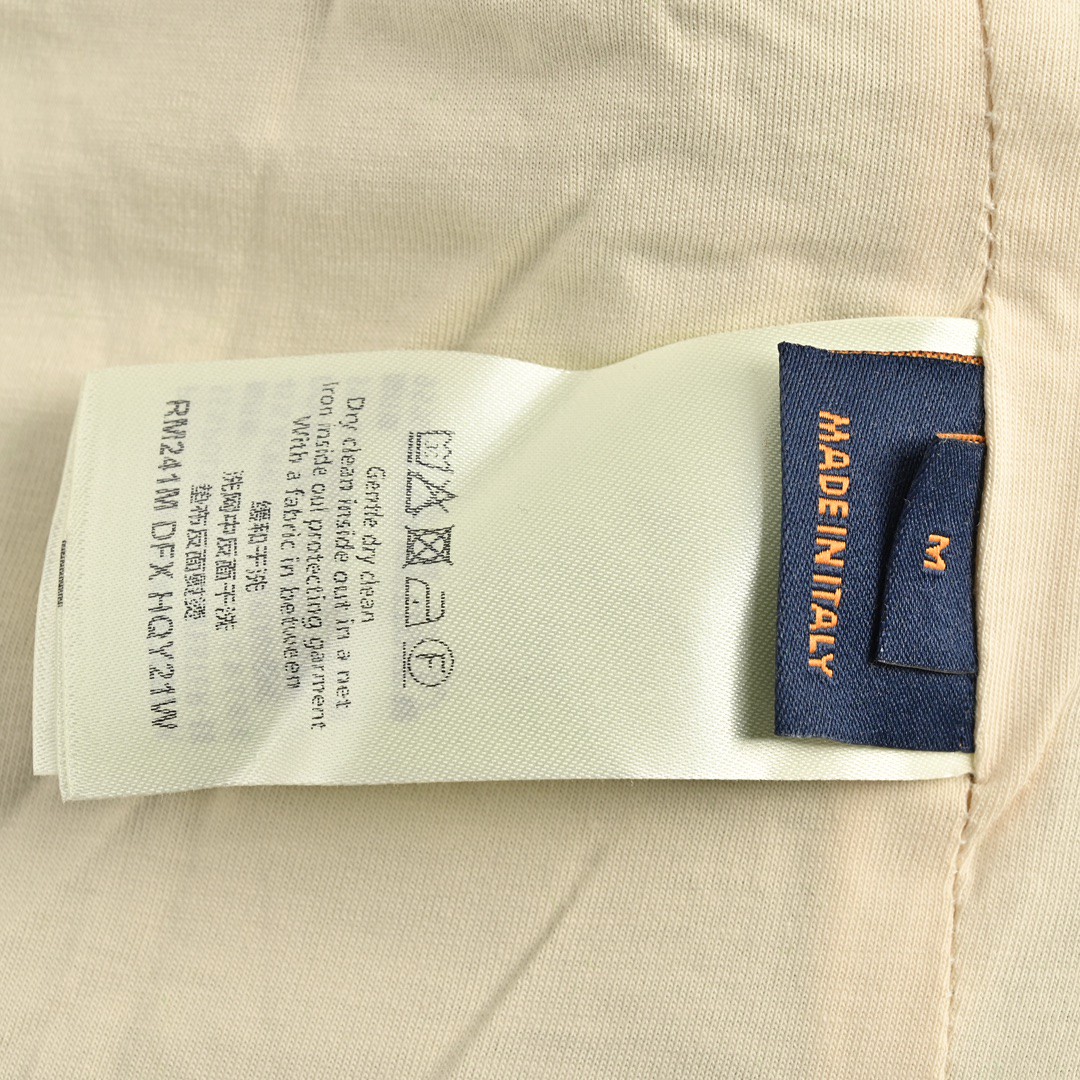 Gentle dry clean
Dry clean inside out in a net
Iron inside out protecting garment
With a fabric in between
缓和干洗
洗网中反面干洗
垫布反面熨烫
RM241M DFX HQY21W
MADE IN ITALY
M